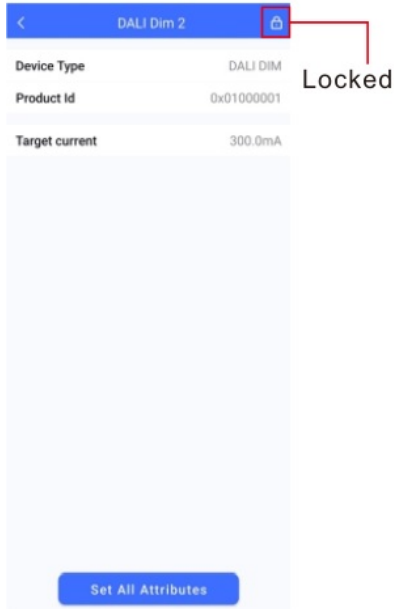 DALI Dim 2
Locked
Device Type DALI DIM
Product Id 0x01000001
Target current 300.0mA
Set All Attributes